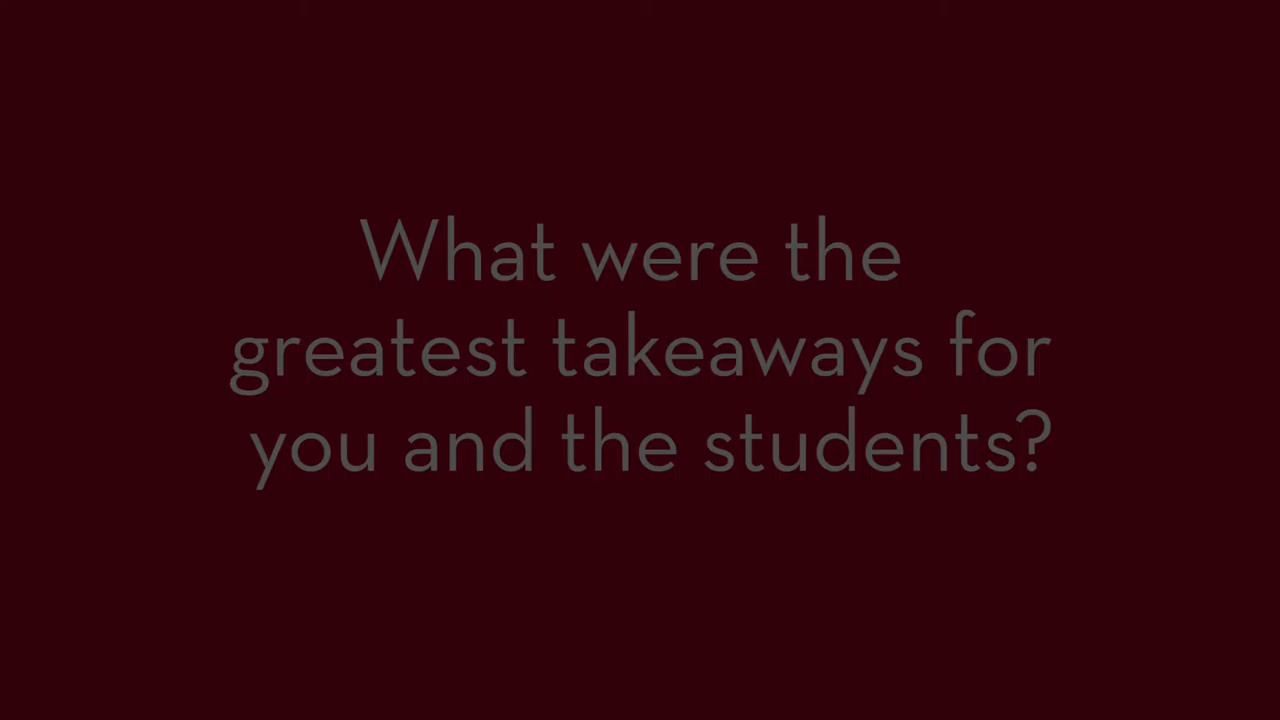 What were the
greatest takeaways for
you and the students?